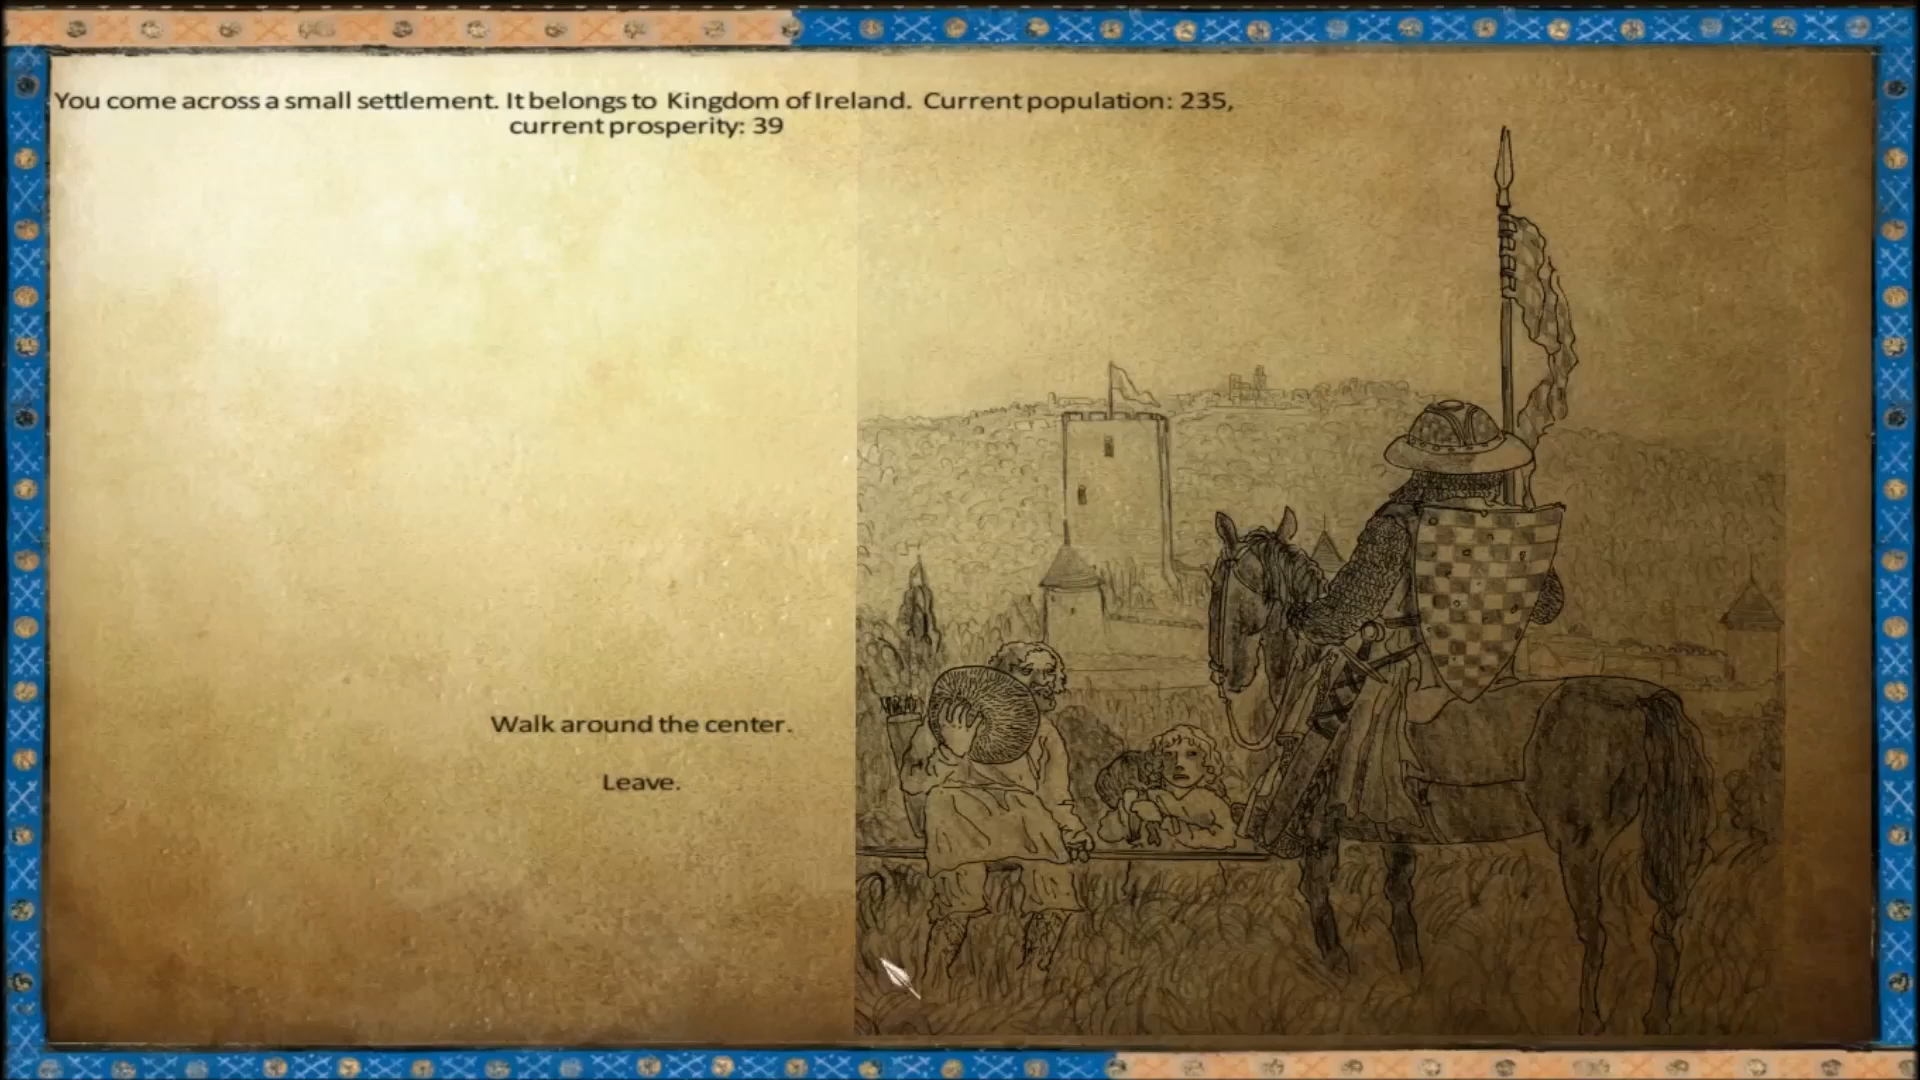 You come across a small settlement. It belongs to Kingdom of Ireland. Current population: 235,
current prosperity: 39
Walk around the center.
Leave.